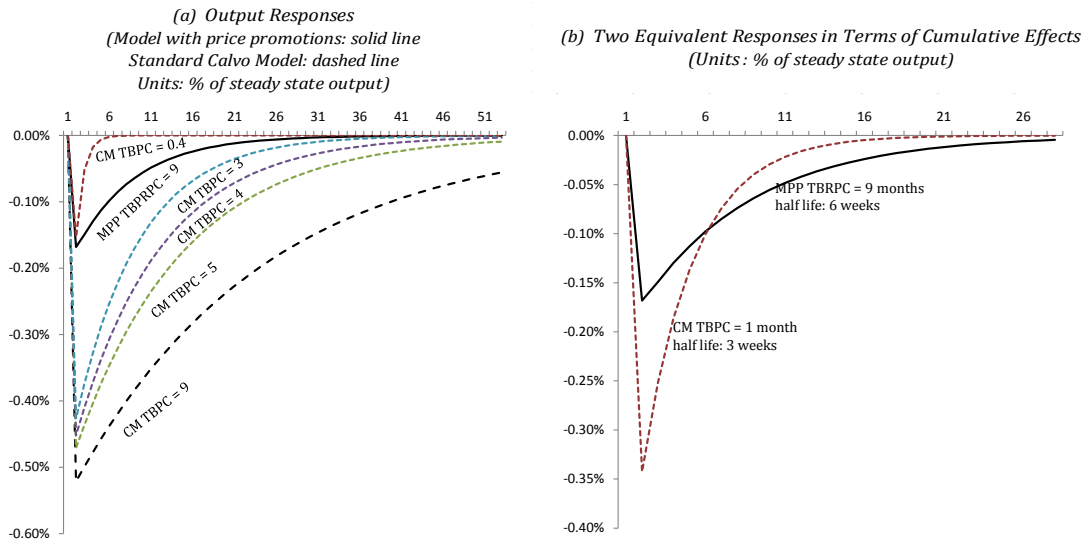 (a) Output Responses
(Model with price promotions: solid line
Standard Calvo Model: dashed line
Units: % of steady state output)
1 6 11 16 21 26 31 36 41 46 51
0.00%
-0.10%
-0.20%
-0.30%
-0.40%
-0.50%
-0.60%
CM TBPC = 0.4
MPP TBPRPC = 9
CM TBPC = 3
CM TBPC = 4
CM TBPC = 5
CM TBPC = 9
(b) Two Equivalent Responses in Terms of Cumulative Effects
(Units : % of steady state output)
1 6 11 16 21 26
0.00%
-0.05%
-0.10%
-0.15%
-0.20%
-0.25%
-0.30%
-0.35%
-0.40%
MPP TBRPC = 9 months
half life: 6 weeks
CM TBPC = 1 month
half life: 3 weeks